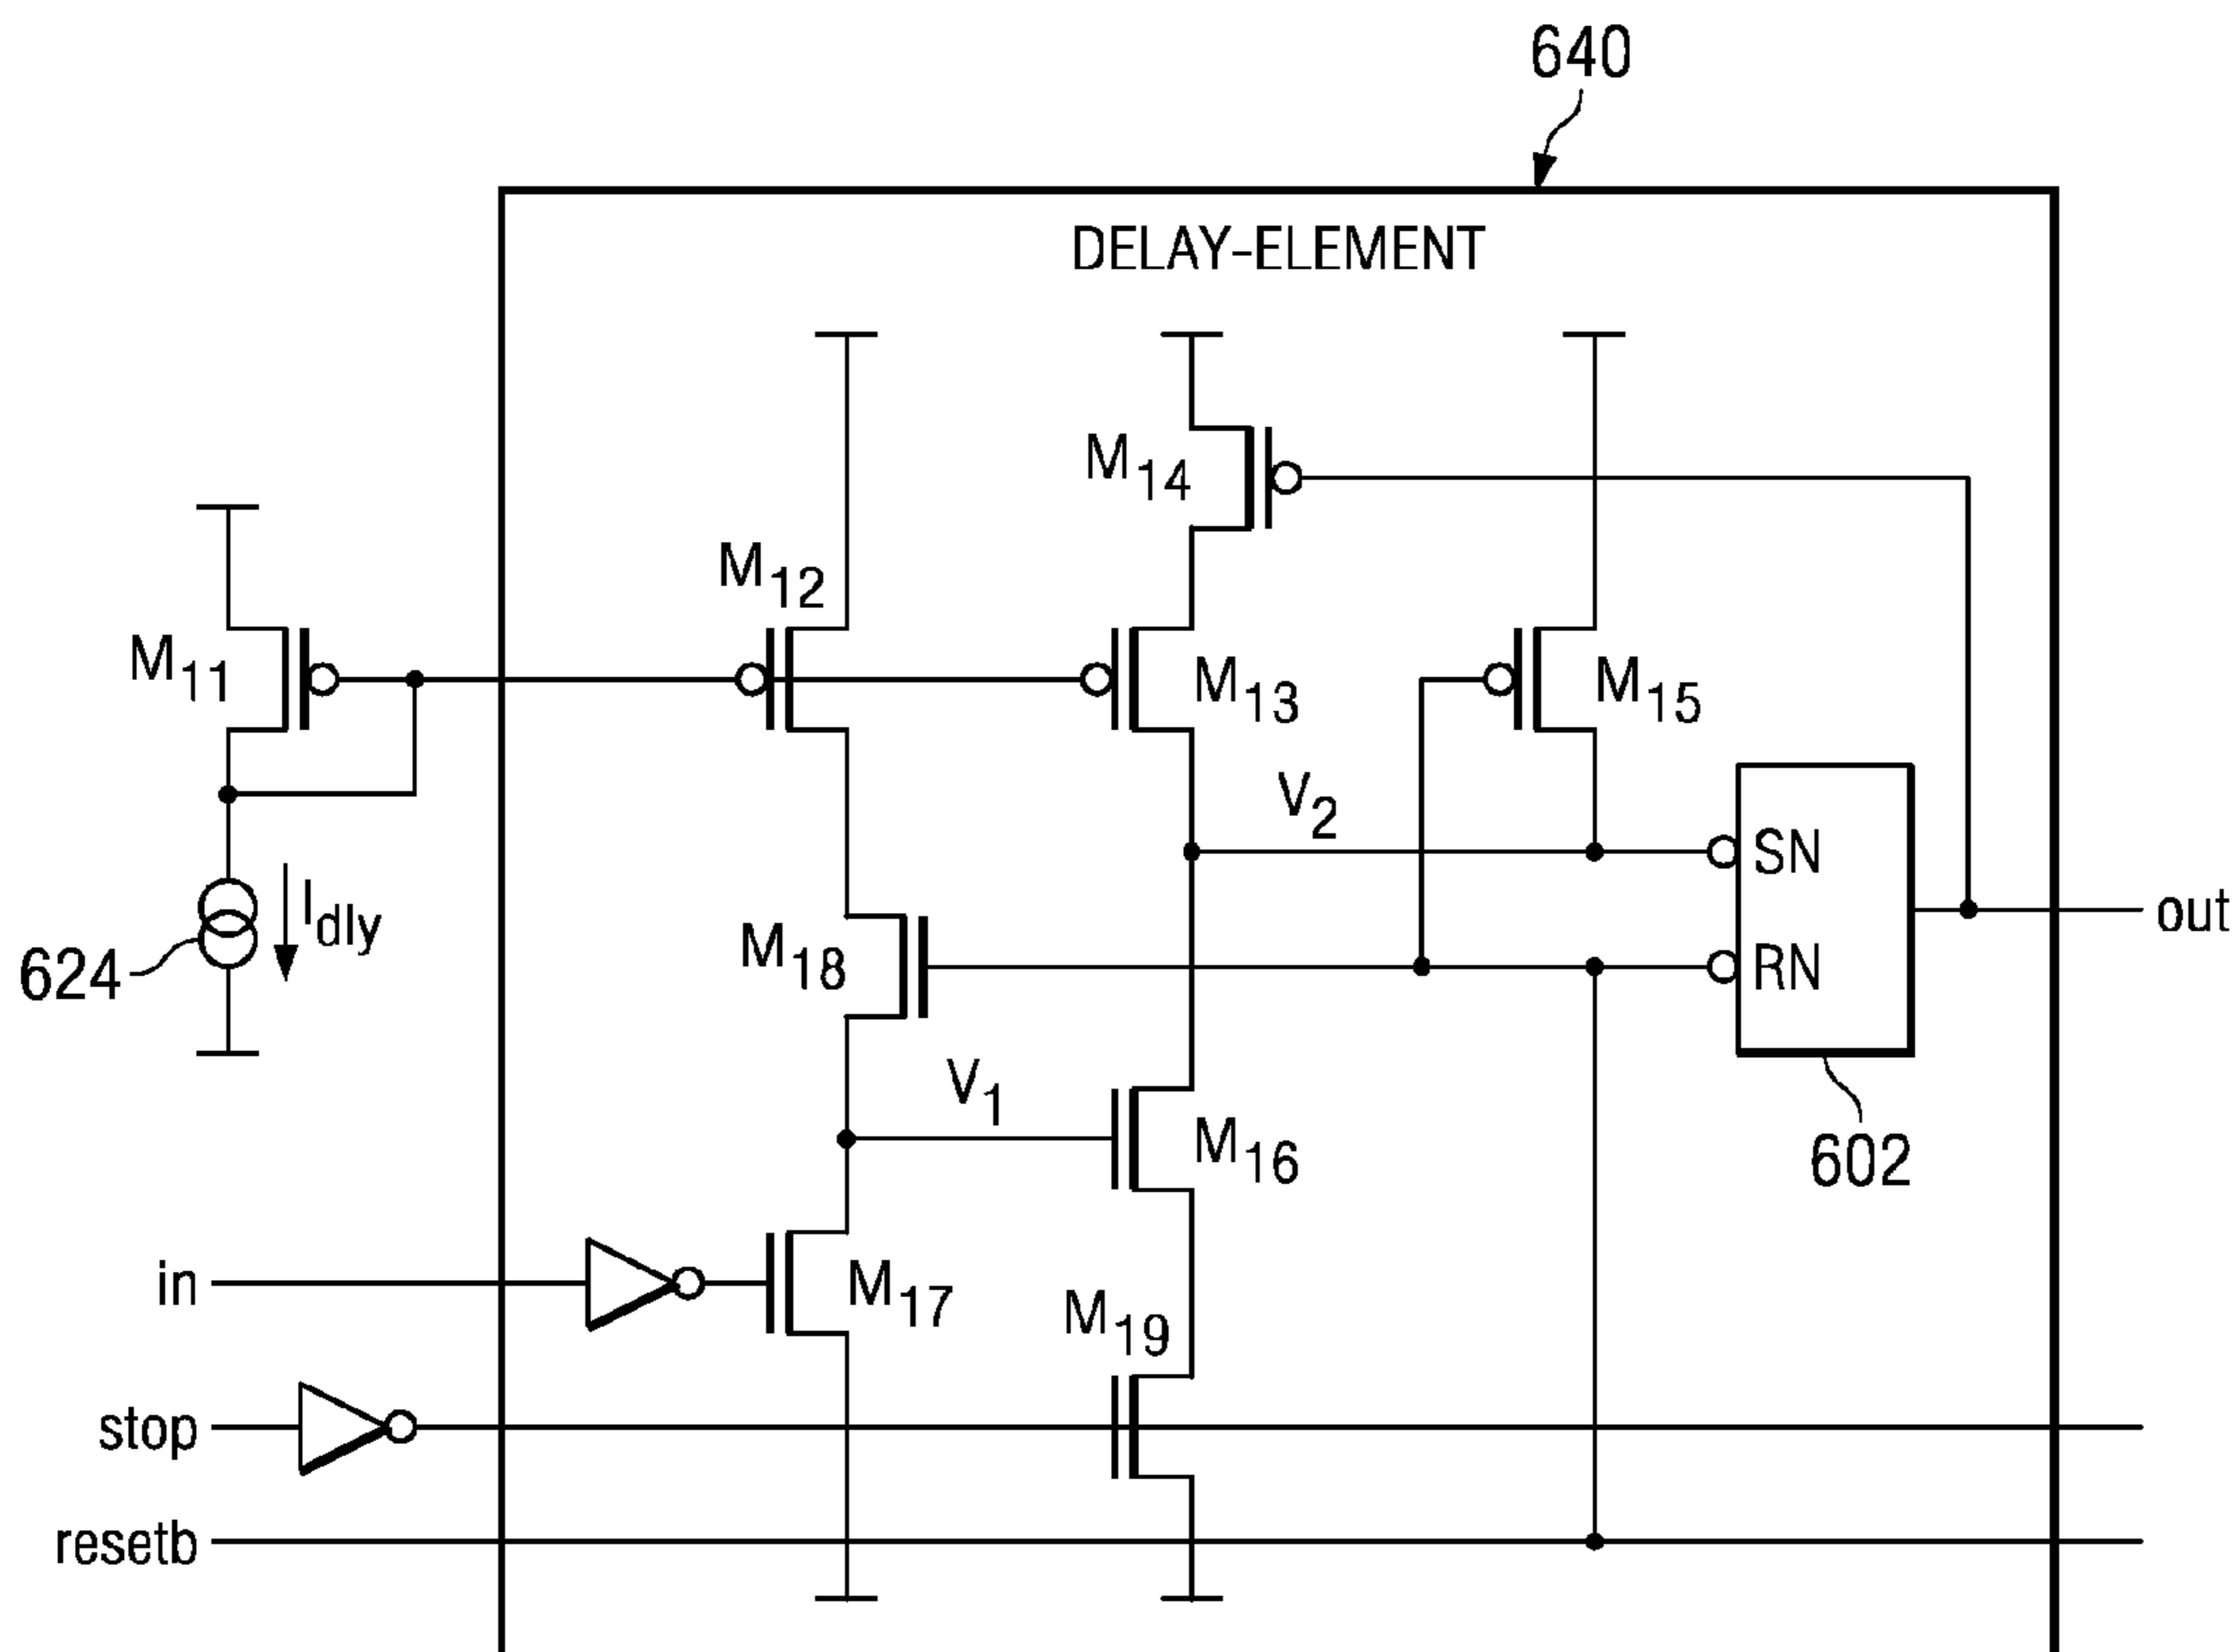 640
DELAY-ELEMENT
M14
M12
M11
M13
M15
V2
SN
Idly
out
M18
624
RN
V1
M16
602
in
M17
M19
stop
resetb